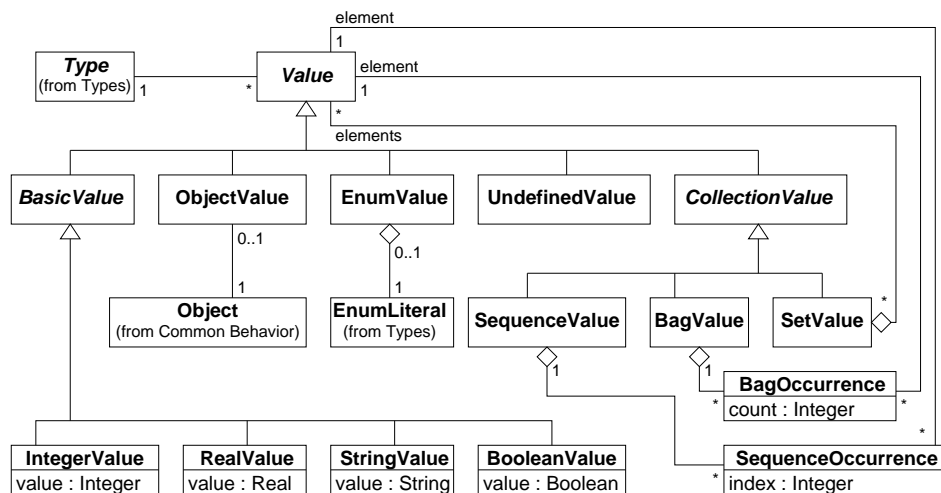 element
1
Type
(from Types)
1
*
Value
element
1
*
elements
BasicValue
ObjectValue
EnumValue
UndefinedValue
CollectionValue
0..1
0..1
1
1
Object
(from Common Behavior)
EnumLiteral
(from Types)
SequenceValue
BagValue
SetValue
*
1
1
BagOccurrence
count : Integer
*
*
*
IntegerValue
value : Integer
RealValue
value : Real
StringValue
value : String
BooleanValue
value : Boolean
*
SequenceOccurrence
index : Integer